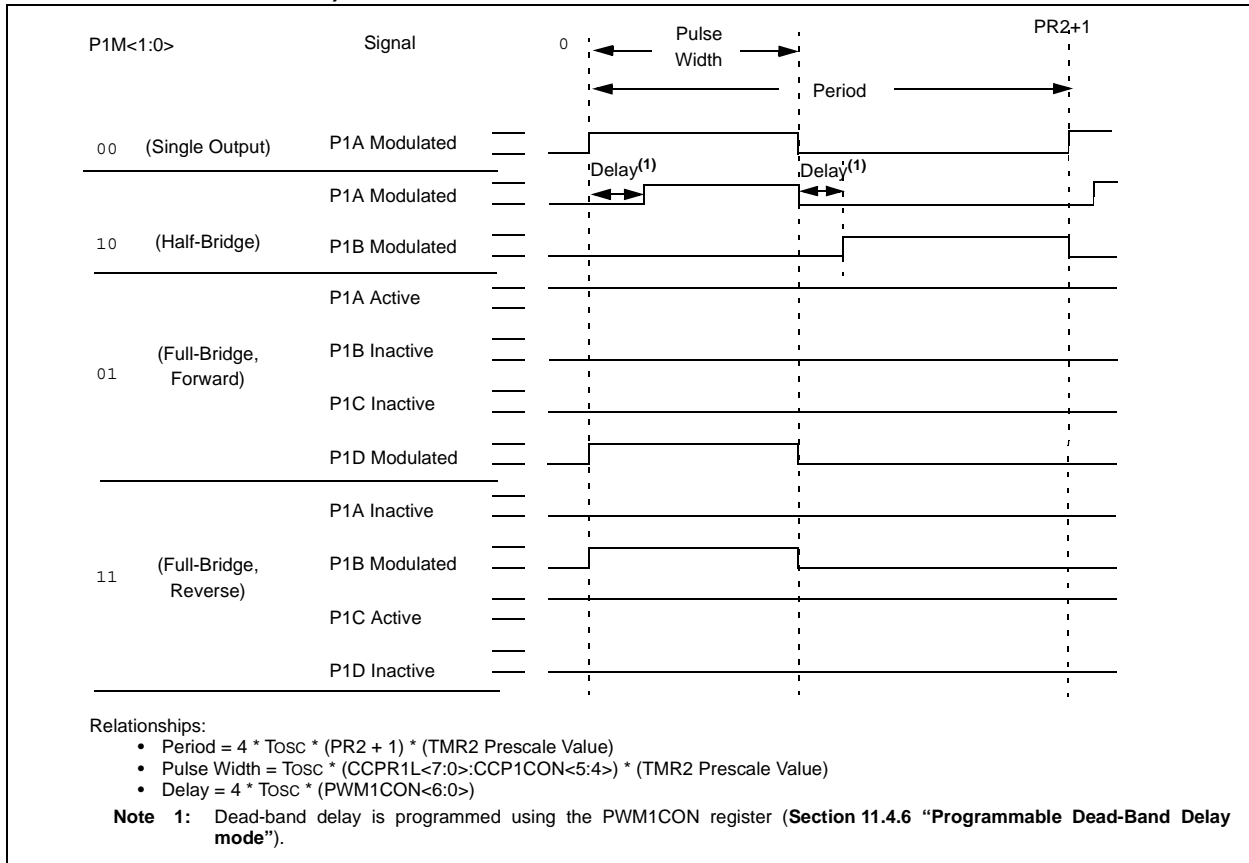 P1M<1:0> Signal 0 Pulse Width PR2+1
Period
00 (Single Output) P1A Modulated
Delay(1) Delay(1)
P1A Modulated
10 (Half-Bridge) P1B Modulated
P1A Active
01 (Full-Bridge, Forward) P1B Inactive
P1C Inactive
P1D Modulated
P1A Inactive
11 (Full-Bridge, Reverse) P1B Modulated
P1C Active
P1D Inactive
Relationships:
• Period = 4 * TOSC * (PR2 + 1) * (TMR2 Prescale Value)
• Pulse Width = TOSC * (CCPR1L<7:0>:CCP1CON<5:4>) * (TMR2 Prescale Value)
• Delay = 4 * TOSC * (PWM1CON<6:0>)
Note 1: Dead-band delay is programmed using the PWM1CON register (Section 11.4.6 “Programmable Dead-Band Delay
mode”).